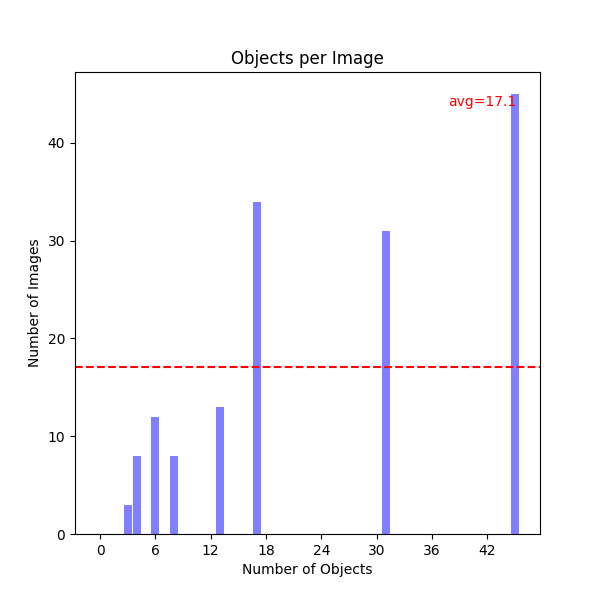 Objects per Image
avg=17.1
Number of Images
40
30
20
10
0
0 6 12 18 24 30 36 42
Number of Objects